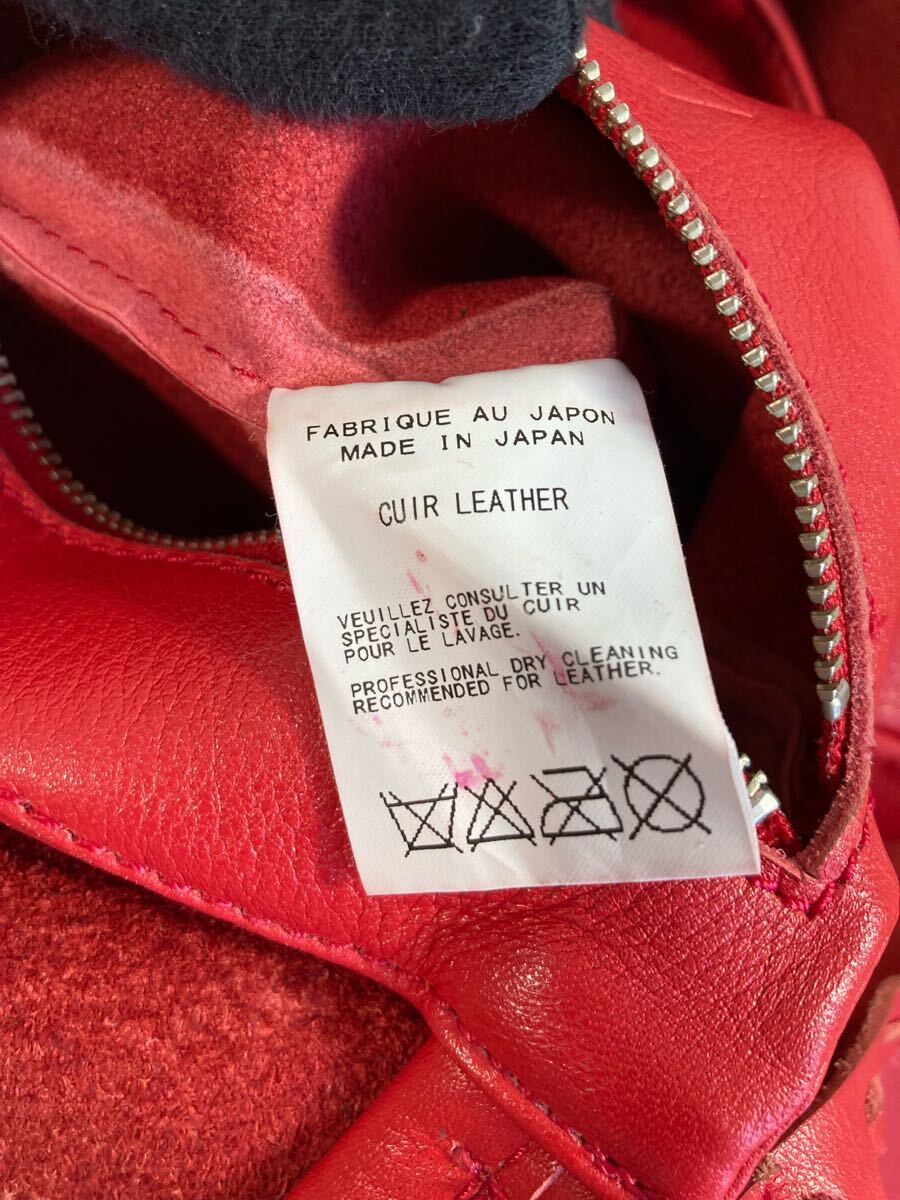 FABRIQUE AU JAPON
MADE IN JAPAN
CUIR LEATHER
VEUILLEZ CONSULTER UN
SPECIALISTE DU CUIR
POUR LE LAVAGE.
PROFESSIONAL DRY CLEANING
RECOMMENDED FOR LEATHER.